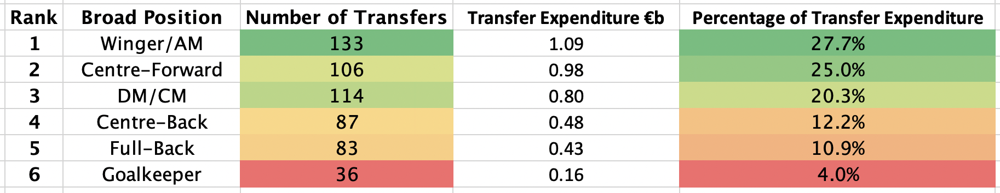 Rank Broad Position Number of Transfers Transfer Expenditure €b Percentage of Transfer Expenditure
1 Winger/AM 133 1.09 27.7%
2 Centre-Forward 106 0.98 25.0%
3 DM/CM 114 0.80 20.3%
4 Centre-Back 87 0.48 12.2%
5 Full-Back 83 0.43 10.9%
6 Goalkeeper 36 0.16 4.0%